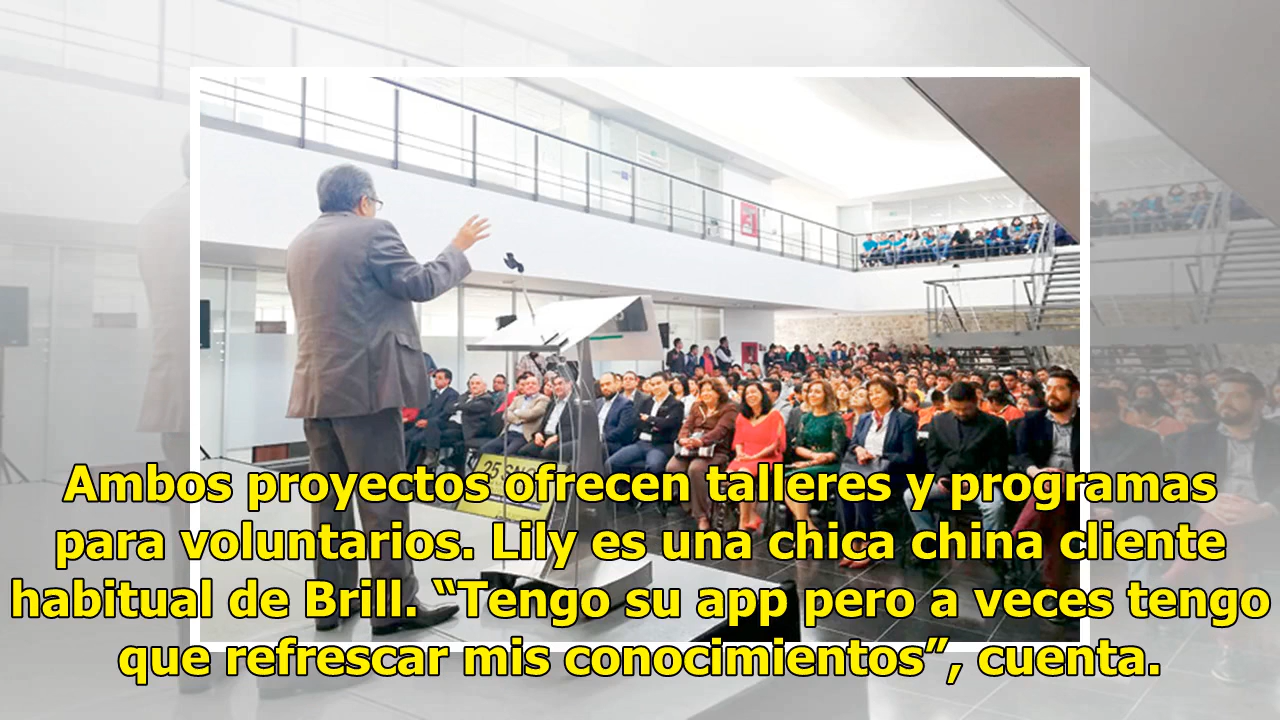 25 
Ambos proyectos ofrecen talleres y programas
para voluntarios. Lily es una chica china cliente
habitual de Brill. “Tengo su app pero a veces tengo
que refrescar mis conocimientos”, cuenta.